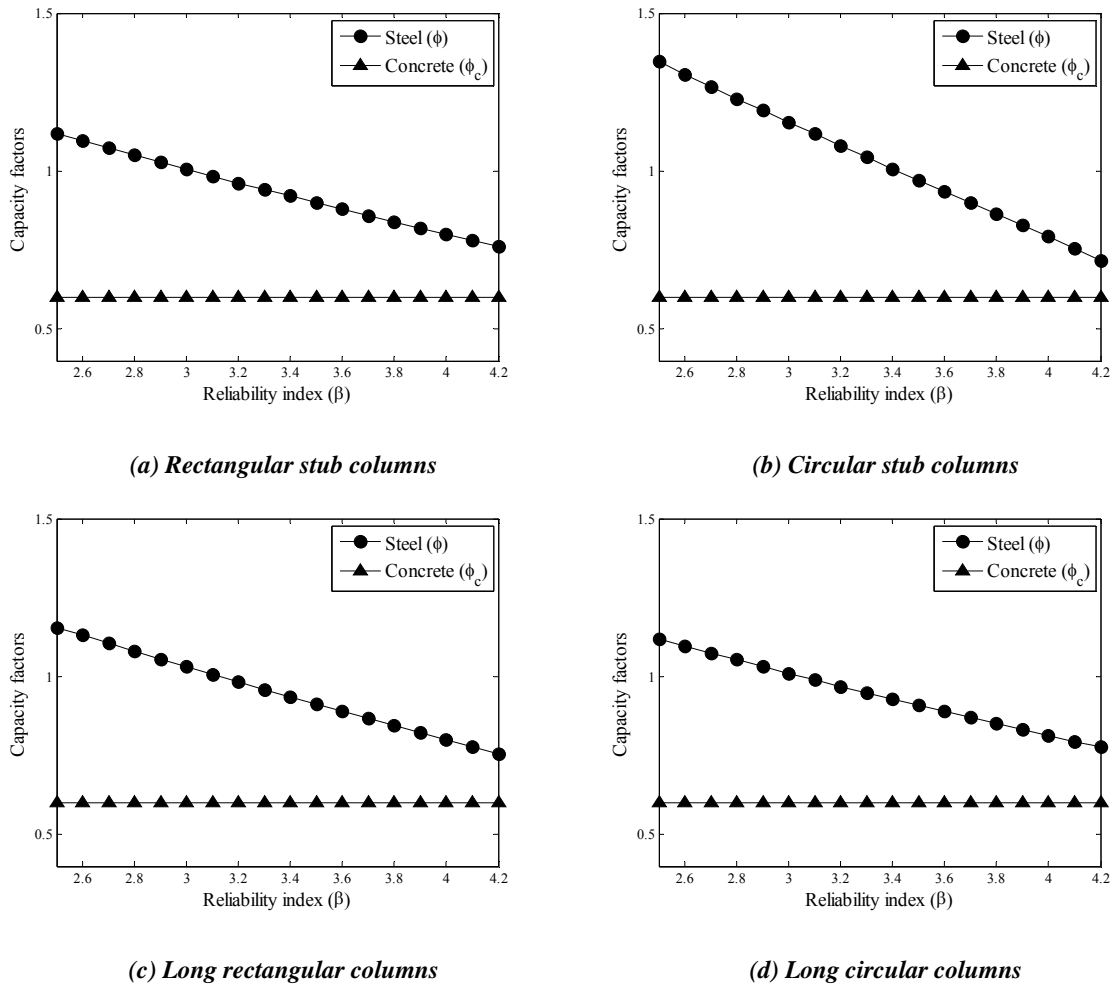 1.5
Steel (ϕ)
Concrete (ϕc)
1
0.5
Capacity factors
2.6 2.8 3 3.2 3.4 3.6 3.8 4 4.2
Reliability index (β)
(a) Rectangular stub columns
1.5
Steel (ϕ)
Concrete (ϕc)
1
0.5
Capacity factors
2.6 2.8 3 3.2 3.4 3.6 3.8 4 4.2
Reliability index (β)
(b) Circular stub columns
1.5
Steel (ϕ)
Concrete (ϕc)
1
0.5
Capacity factors
2.6 2.8 3 3.2 3.4 3.6 3.8 4 4.2
Reliability index (β)
(c) Long rectangular columns
1.5
Steel (ϕ)
Concrete (ϕc)
1
0.5
Capacity factors
2.6 2.8 3 3.2 3.4 3.6 3.8 4 4.2
Reliability index (β)
(d) Long circular columns